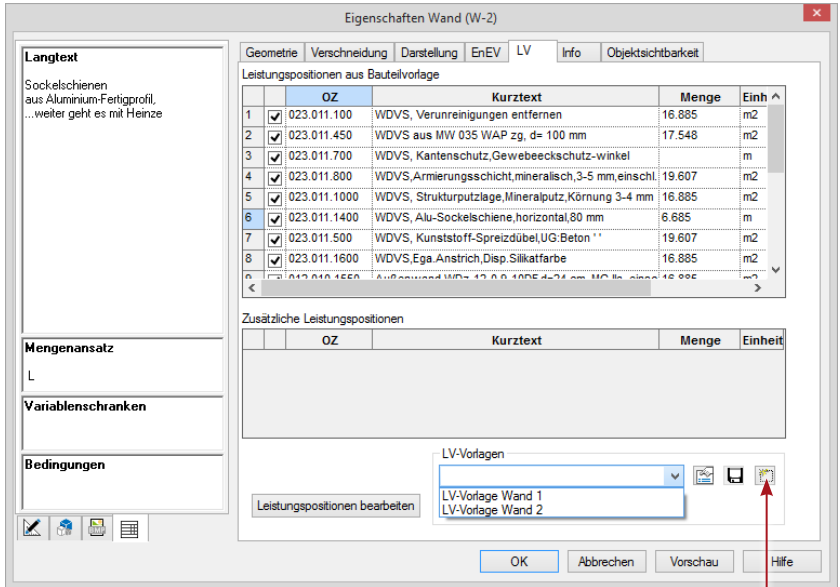 Eigenschaften Wand (W-2)
Langtext
Sockelschienen
aus Aluminium-Fertigprofil,
...weiter geht es mit Heinze
Mengenansatz
L
Variablenschranken
Bedingungen
Geometrie Verschneidung Darstellung EnEV LV Info Objektsichtbarkeit
Leistungspositionen aus Bauteilvorlage
OZ Kurztext Menge Einh
1 023.011.100 WDVS, Verunreinigungen entfernen 16.885 m2
2 023.011.450 WDVS aus MW 035 WAP zg, d= 100 mm 17.548 m2
3 023.011.700 WDVS, Kantenschutz,Gewebeeckschutz-winkel m
4 023.011.800 WDVS,Armierungsschicht,mineralisch,3-5 mm,einschl. 19.607 m2
5 023.011.1000 WDVS, Strukturputzlage,Mineralputz,Körnung 3-4 mm 16.885 m2
6 023.011.1400 WDVS, Alu-Sockelschiene,horizontal,80 mm 6.685 m
7 023.011.500 WDVS, Kunststoff-Spreizdübel,UG:Beton ' ' 19.607 m2
8 023.011.1600 WDVS,Ega.Anstrich,Disp.Silikatfarbe 16.885 m2
Zusätzliche Leistungspositionen
OZ Kurztext Menge Einheit
LV-Vorlagen
LV-Vorlage Wand 1
LV-Vorlage Wand 2
Leistungspositionen bearbeiten
OK Abbrechen Vorschau Hilfe